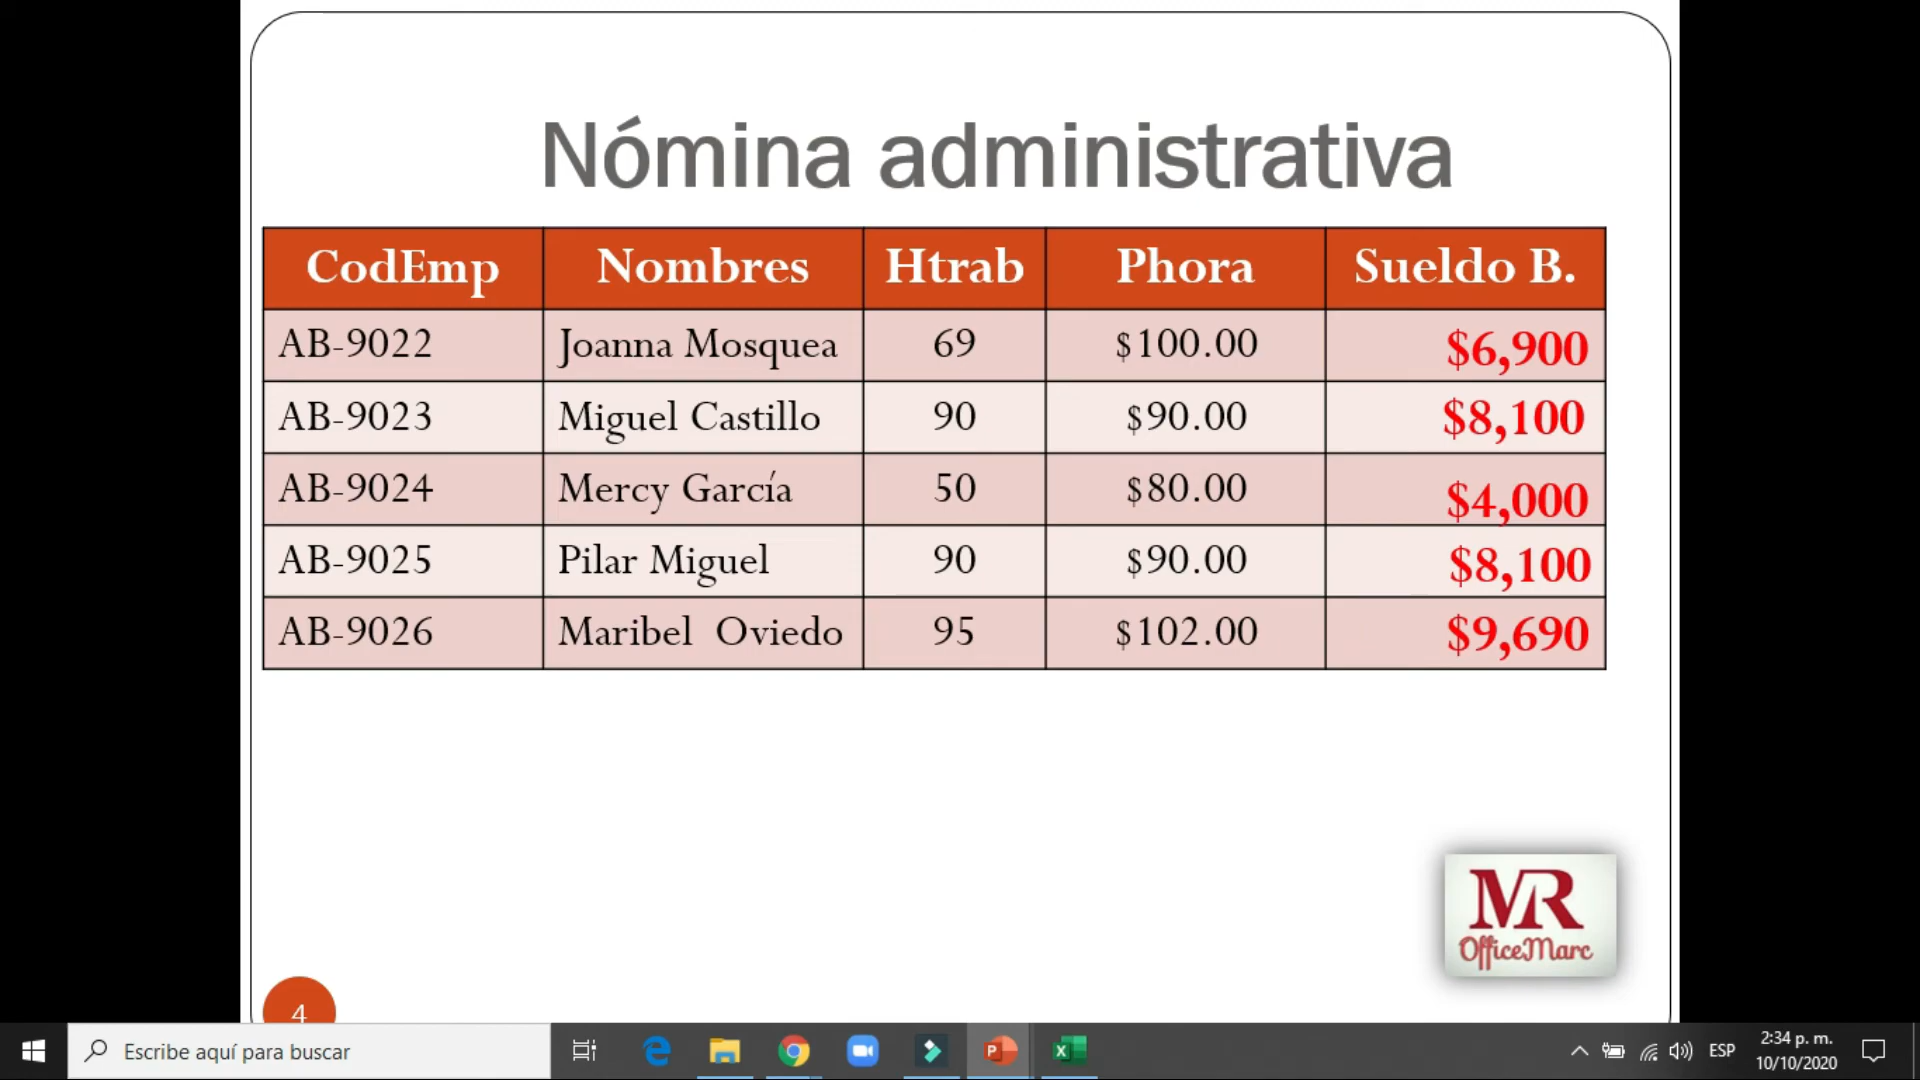 Nómina administrativa
CodEmp Nombres Htrab Phora Sueldo B.
AB-9022 Joanna Mosquea 69 $100.00 $6,900
AB-9023 Miguel Castillo 90 $90.00 $8,100
AB-9024 Mercy García 50 $80.00 $4,000
AB-9025 Pilar Miguel 90 $90.00 $8,100
AB-9026 Maribel Oviedo 95 $102.00 $9,690
MR
OfficeMarc
4
Escribe aquí para buscar
ESP
2:34 p. m.
10/10/2020